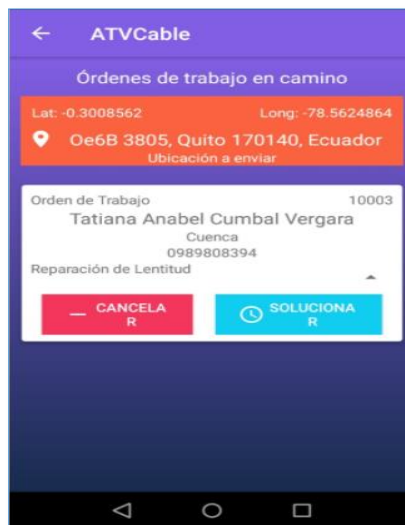 ATVCable
Órdenes de trabajo en camino
Lat: -0.3008562 Long: -78.5624864
Oe6B 3805, Quito 170140, Ecuador
Ubicación a enviar
Orden de Trabajo 10003
Tatiana Anabel Cumbal Vergara
Cuenca
0989808394
Reparación de Lentitud
CANCELA
R
SOLUCIONA
R